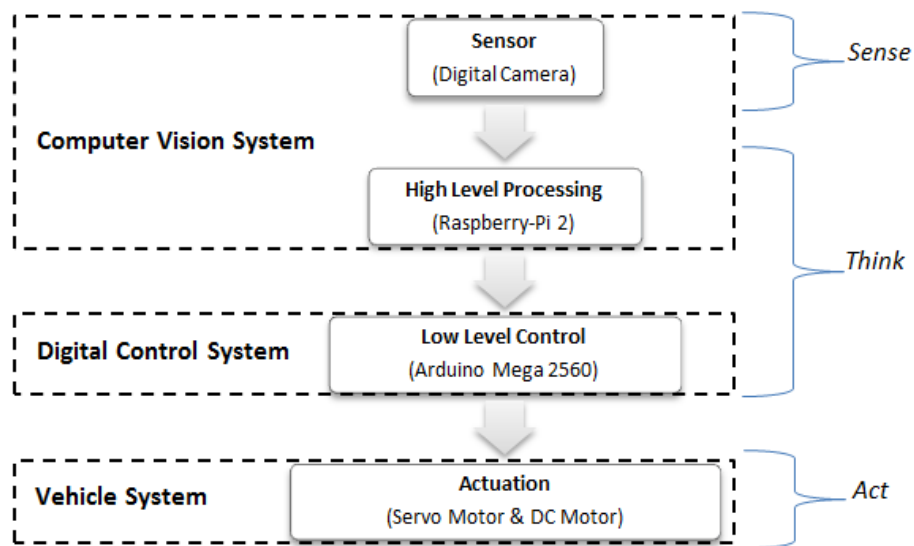 Sensor
(Digital Camera)
Sense
Computer Vision System
High Level Processing
(Raspberry-Pi 2)
Think
Low Level Control
Digital Control System
(Arduino Mega 2560)
Actuation
Vehicle System
(Servo Motor & DC Motor)
Act